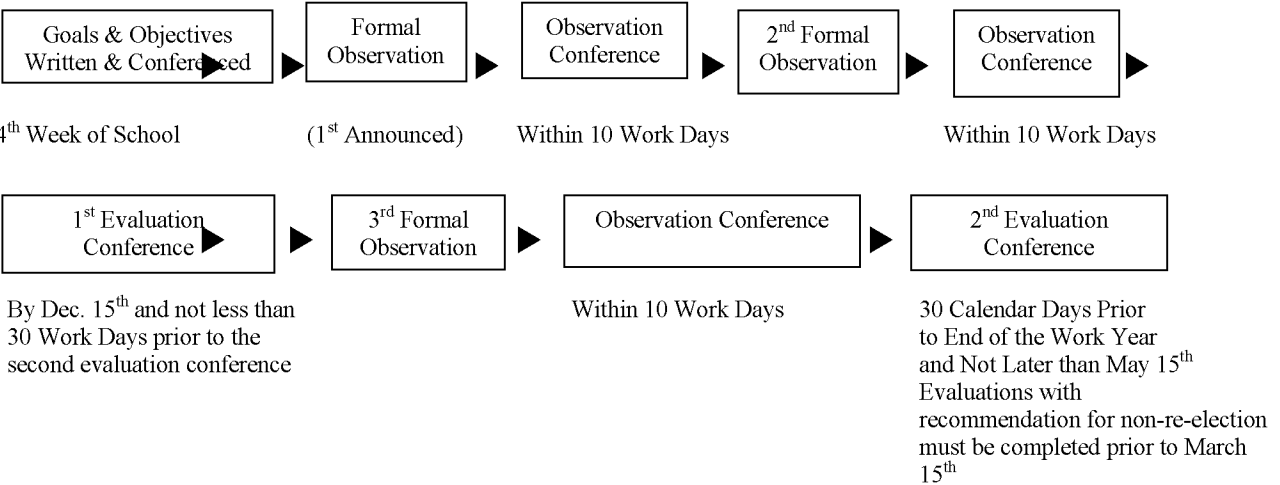 Goals & Objectives
Written & Conferenced
Formal
Observation
Observation
Conference
2nd Formal
Observation
Observation
Conference
4th Week of School
(1st Announced)
Within 10 Work Days
Within 10 Work Days
1st Evaluation
Conference
3rd Formal
Observation
Observation Conference
2nd Evaluation
Conference
By Dec. 15th and not less than
30 Work Days prior to the
second evaluation conference
Within 10 Work Days
30 Calendar Days Prior
to End of the Work Year
and Not Later than May 15th
Evaluations with
recommendation for non-re-election
must be completed prior to March
15th